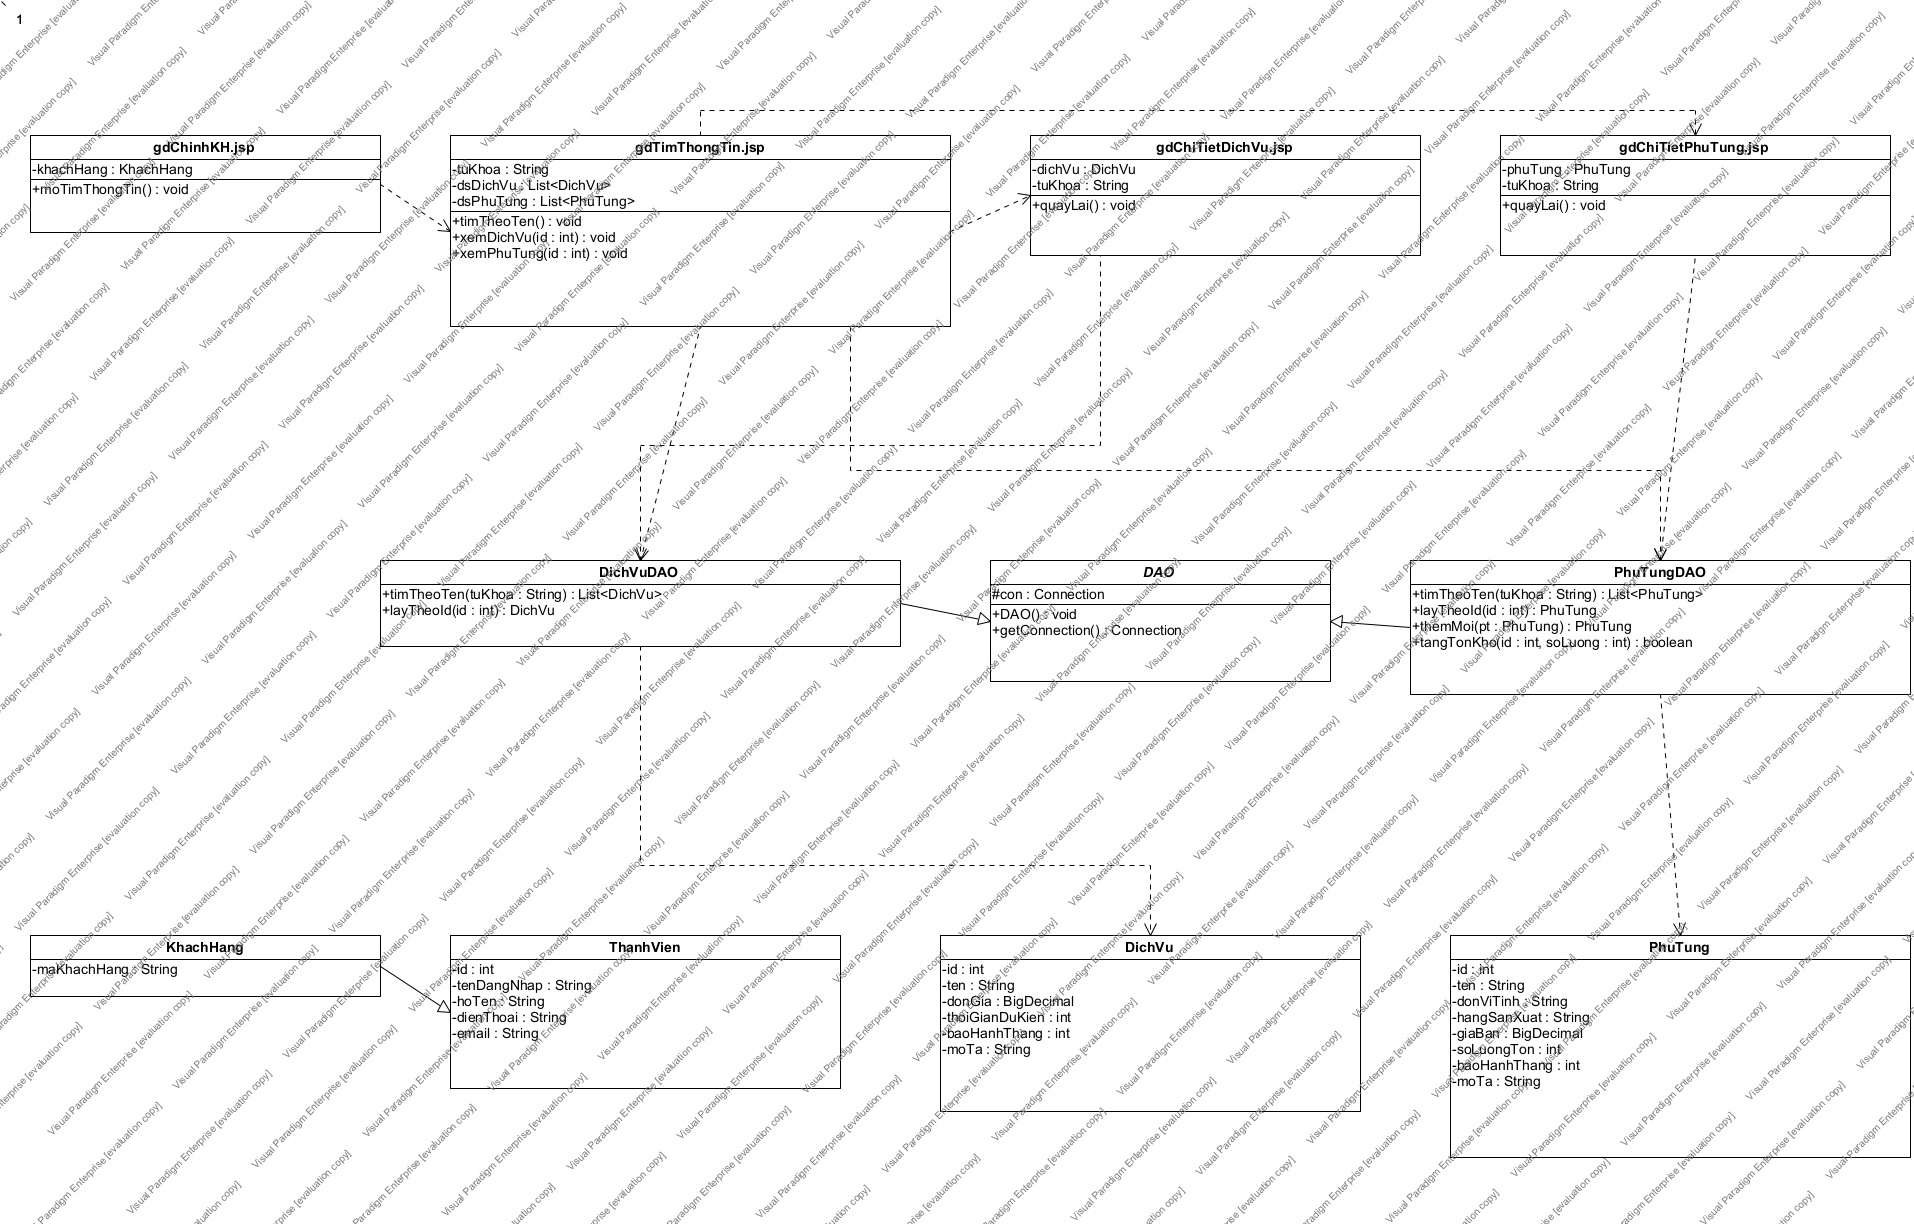 1
gdChinhKH.jsp
-khachHang : KhachHang
+moTimThongTin() : void
gdTimThongTin.jsp
-tuKhoa : String
-dsDichVu : List<DichVu>
-dsPhuTung : List<PhuTung>
+timTheoTen() : void
+xemDichVu(id : int) : void
+xemPhuTung(id : int) : void
gdChiTietDichVu.jsp
-dichVu : DichVu
-tuKhoa : String
+quayLai() : void
gdChiTietPhuTung.jsp
-phuTung : PhuTung
-tuKhoa : String
+quayLai() : void
DichVuDAO
+timTheoTen(tuKhoa : String) : List<DichVu>
+layTheoId(id : int) : DichVu
DAO
#con : Connection
+DAO() : void
+getConnection() : Connection
PhuTungDAO
+timTheoTen(tuKhoa : String) : List<PhuTung>
+layTheoId(id : int) : PhuTung
+themMoi(pt : PhuTung) : PhuTung
+tangTonKho(id : int, soLuong : int) : boolean
KhachHang
-maKhachHang : String
ThanhVien
-id : int
-tenDangNhap : String
-hoTen : String
-dienThoai : String
-email : String
DichVu
-id : int
-ten : String
-donGia : BigDecimal
-thoiGianDuKien : int
-baoHanhThang : int
-moTa : String
PhuTung
-id : int
-ten : String
-donViTinh : String
-hangSanXuat : String
-giaBan : BigDecimal
-soLuongTon : int
-baoHanhThang : int
-moTa : String
Visual Paradigm Enterprise [evaluation copy]